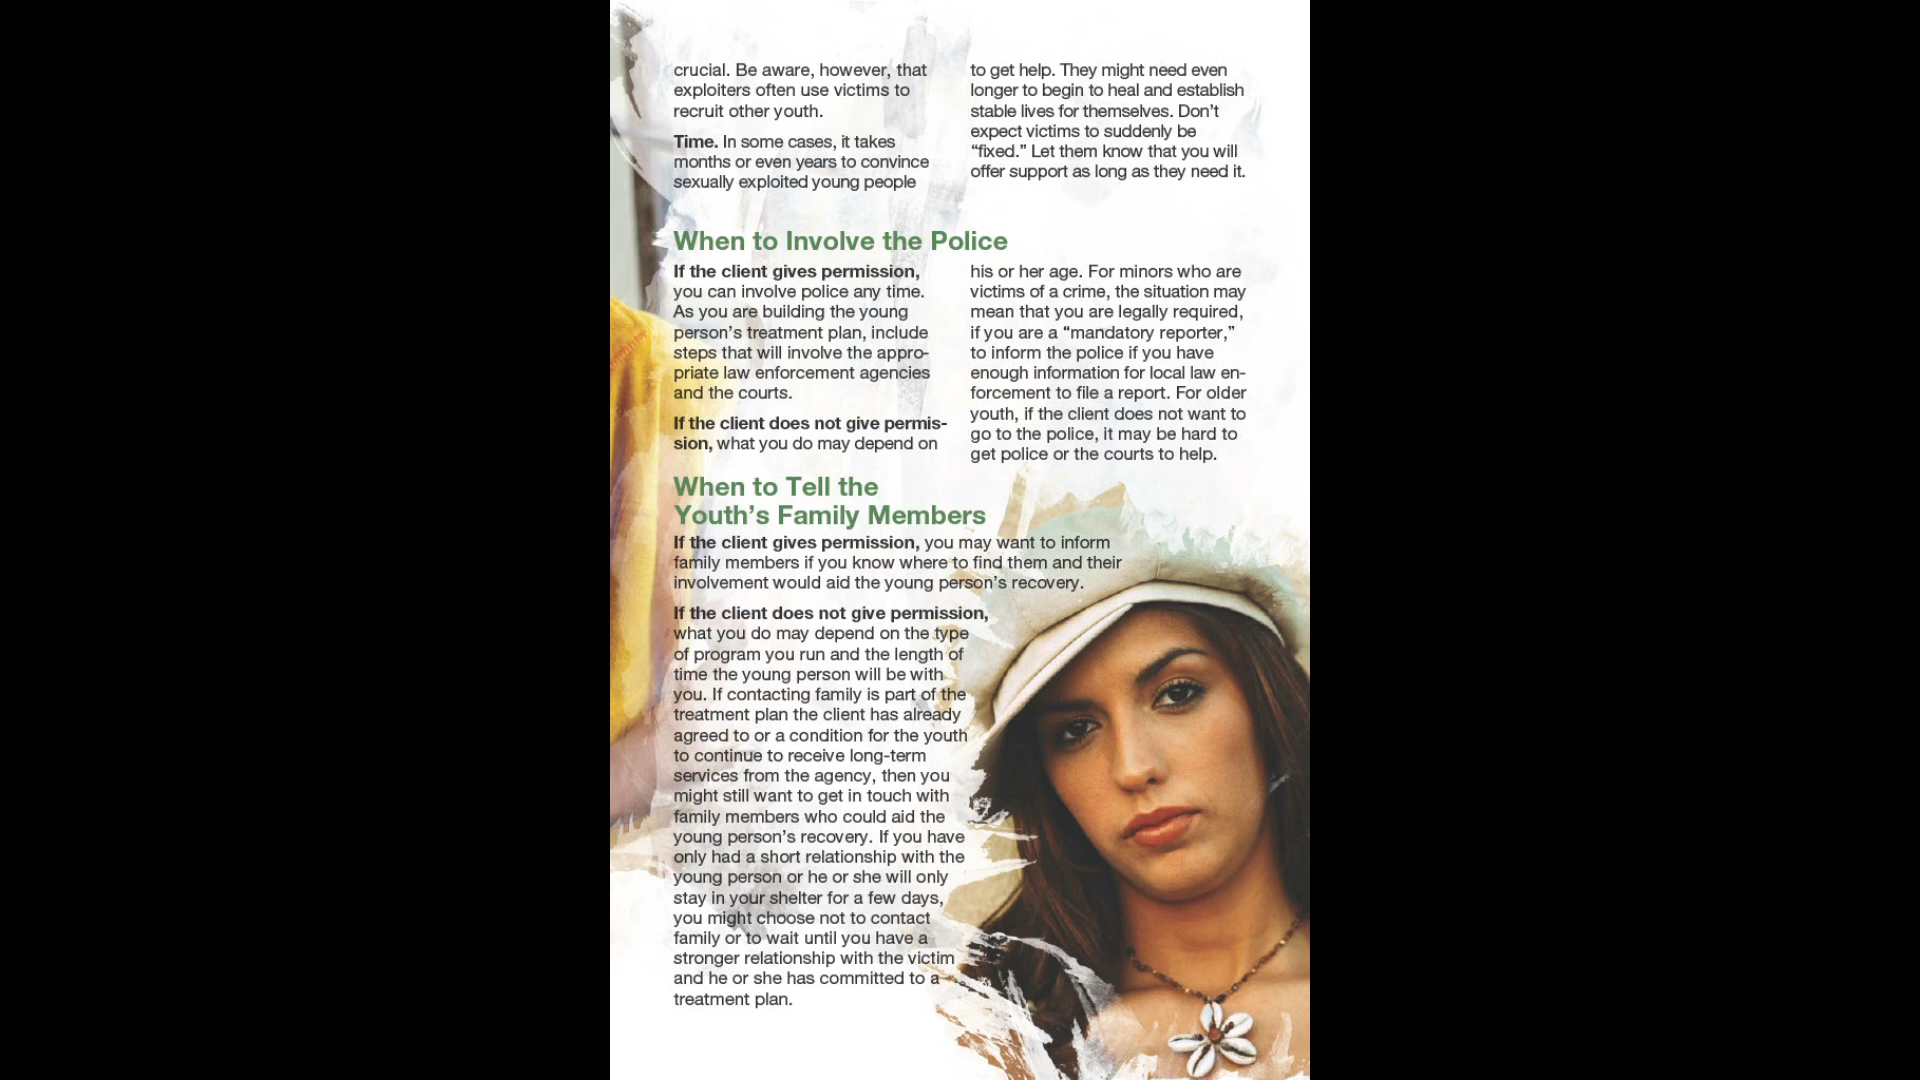 crucial. Be aware, however, that
exploiters often use victims to
recruit other youth.
Time. In some cases, it takes
months or even years to convince
sexually exploited young people
to get help. They might need even
longer to begin to heal and establish
stable lives for themselves. Don’t
expect victims to suddenly be
“fixed.” Let them know that you will
offer support as long as they need it.
When to Involve the Police
If the client gives permission,
you can involve police any time.
As you are building the young
person’s treatment plan, include
steps that will involve the appro-
priate law enforcement agencies
and the courts.
If the client does not give permis-
sion, what you do may depend on
his or her age. For minors who are
victims of a crime, the situation may
mean that you are legally required,
if you are a “mandatory reporter,”
to inform the police if you have
enough information for local law en-
forcement to file a report. For older
youth, if the client does not want to
go to the police, it may be hard to
get police or the courts to help.
When to Tell the
Youth’s Family Members
If the client gives permission, you may want to inform
family members if you know where to find them and their
involvement would aid the young person’s recovery.
If the client does not give permission,
what you do may depend on the type
of program you run and the length of
time the young person will be with
you. If contacting family is part of the
treatment plan the client has already
agreed to or a condition for the youth
to continue to receive long-term
services from the agency, then you
might still want to get in touch with
family members who could aid the
young person’s recovery. If you have
only had a short relationship with the
young person or he or she will only
stay in your shelter for a few days,
you might choose not to contact
family or to wait until you have a
stronger relationship with the victim
and he or she has committed to a
treatment plan.